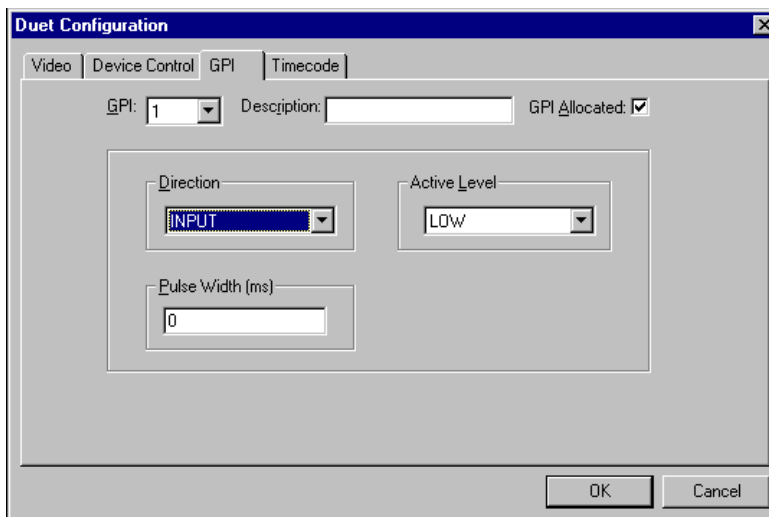 Duet Configuration
Video Device Control GPI Timecode
GPI: 1 Description: GPI Allocated:
Direction Active Level
INPUT LOW
Pulse Width (ms)
0
OK Cancel